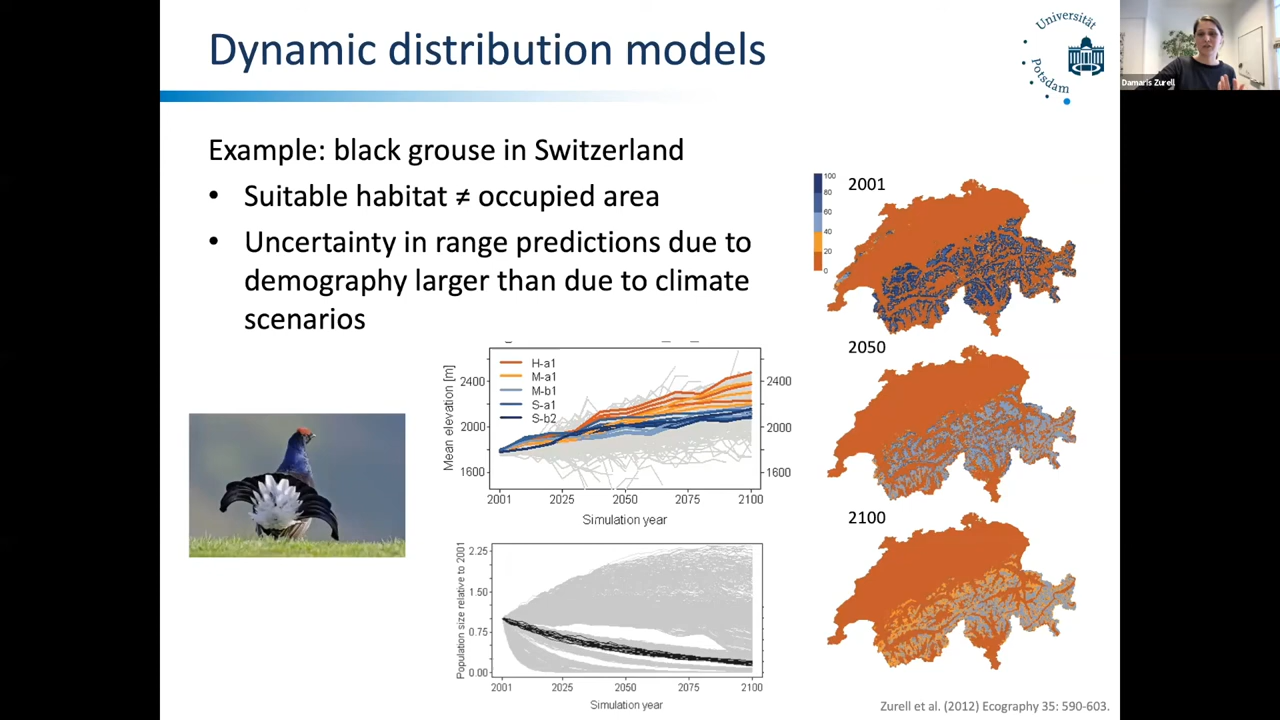 Dynamic distribution models
Universität
Potsdam
Damaris Zurell
Example: black grouse in Switzerland
• Suitable habitat ≠ occupied area
• Uncertainty in range predictions due to
demography larger than due to climate
scenarios
100
80
60
40
20
0
2001
2050
2100
Mean elevation [m]
2400
2000
1600
H-a1
M-a1
M-b1
S-a1
S-b2
2400
2000
1600
2001 2025 2050 2075 2100
Simulation year
Population size relative to 2001
2.25
1.50
0.75
0.00
2001 2025 2050 2075 2100
Simulation year
Zurell et al. (2012) Ecography 35: 590-603.